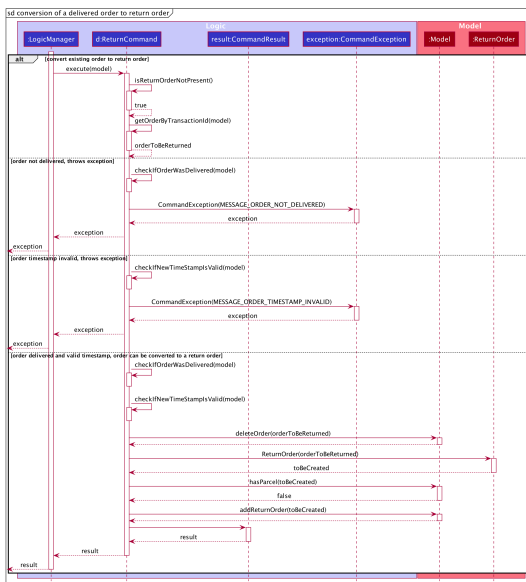 sd conversion of a delivered order to return order
Logic
Model
:LogicManager
d:ReturnCommand
result:CommandResult
exception:CommandException
:Model
:ReturnOrder
alt
[convert existing order to return order]
execute(model)
isReturnOrderNotPresent()
true
getOrderByTransactionId(model)
orderToBeReturned
[order not delivered, throws exception]
checkIfOrderWasDelivered(model)
CommandException(MESSAGE_ORDER_NOT_DELIVERED)
exception
exception
exception
[order timestamp invalid, throws exception]
checkIfNewTimeStampIsValid(model)
CommandException(MESSAGE_ORDER_TIMESTAMP_INVALID)
exception
exception
exception
[order delivered and valid timestamp, order can be converted to a return order]
checkIfOrderWasDelivered(model)
checkIfNewTimeStampIsValid(model)
deleteOrder(orderToBeReturned)
ReturnOrder(orderToBeReturned)
toBeCreated
hasParcel(toBeCreated)
false
addReturnOrder(toBeCreated)
result
result
result